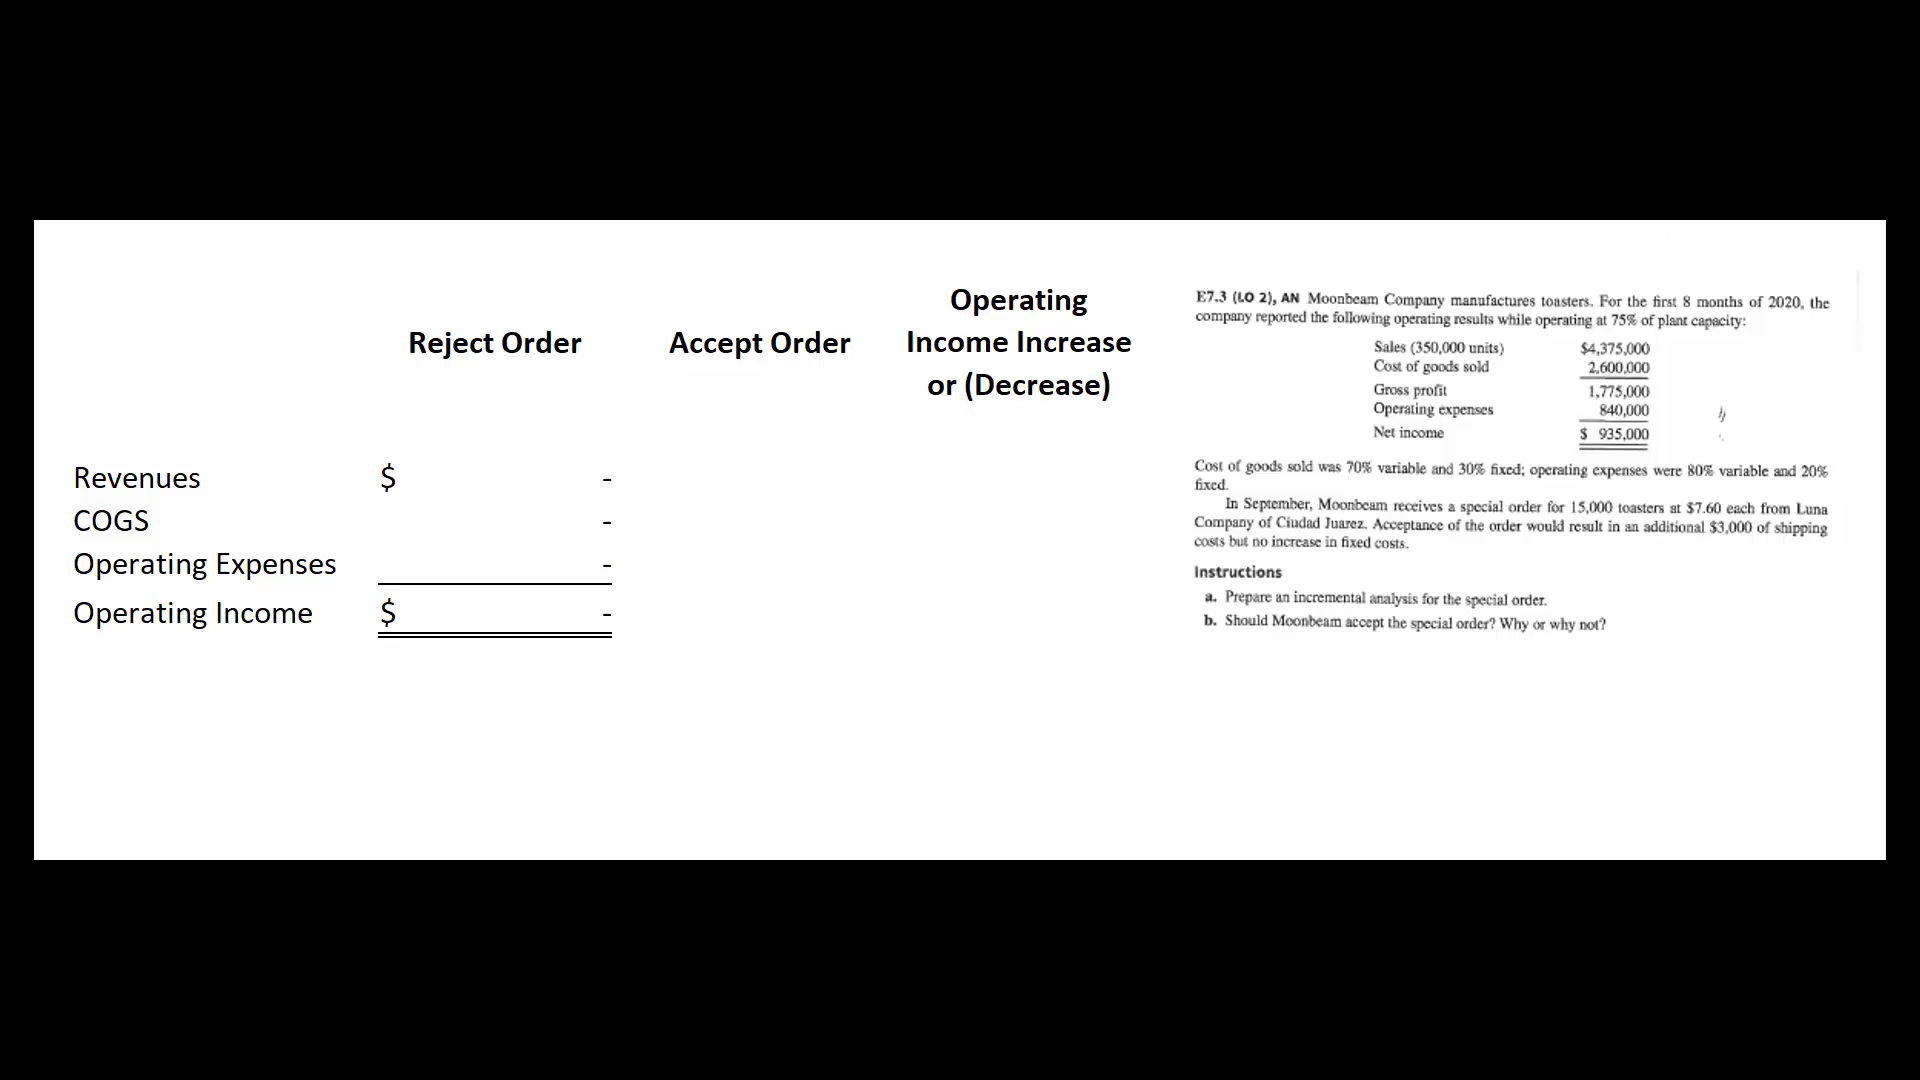 Reject Order
Accept Order
Operating
Income Increase
or (Decrease)
Revenues $ -
COGS -
Operating Expenses -
Operating Income $ -
E7.3 (LO 2), AN Moonbeam Company manufactures toasters. For the first 8 months of 2020, the
company reported the following operating results while operating at 75% of plant capacity:
Sales (350,000 units) $4,375,000
Cost of goods sold 2,600,000
Gross profit 1,775,000
Operating expenses 840,000
Net income $ 935,000
Cost of goods sold was 70% variable and 30% fixed; operating expenses were 80% variable and 20%
fixed.
In September, Moonbeam receives a special order for 15,000 toasters at $7.60 each from Luna
Company of Ciudad Juarez. Acceptance of the order would result in an additional $3,000 of shipping
costs but no increase in fixed costs.
Instructions
a. Prepare an incremental analysis for the special order.
b. Should Moonbeam accept the special order? Why or why not?